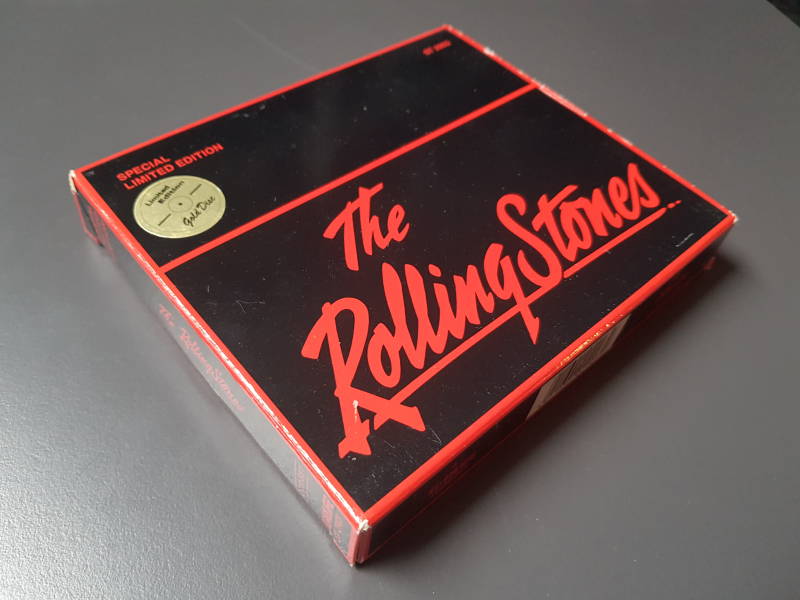 SPECIAL
LIMITED EDITION
Limited
Edition
Gold Disc
The
Rolling Stones
The Rolling Stones